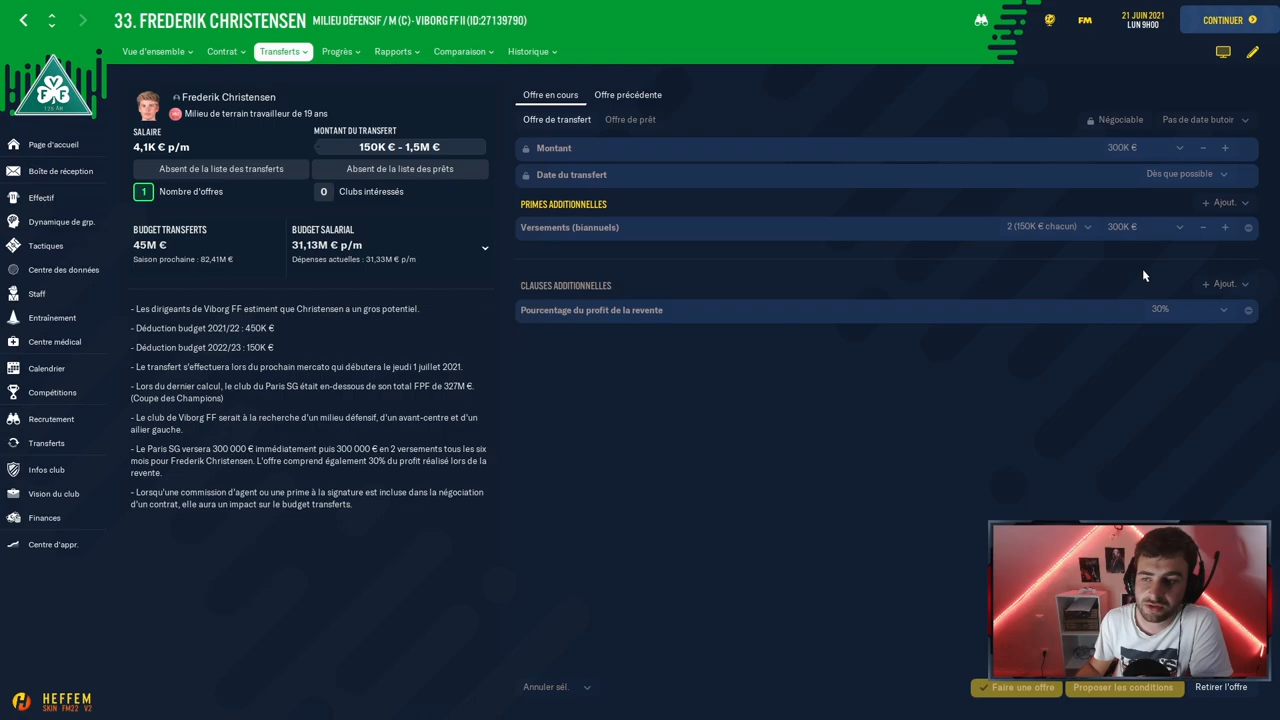 33. FREDERIK CHRISTENSEN MILIEU DÉFENSIF / M (C) - VIBORG FF II (ID:27139790)
FM
21 JUIN 2021
LUN 9H00
CONTINUER
Vue d'ensemble
Contrat
Transferts
Progrès
Rapports
Comparaison
Historique
VFF
125 ÅR
Page d'accueil
Boîte de réception
Effectif
Dynamique de grp.
Tactiques
Centre des données
Staff
Entraînement
Centre médical
Calendrier
Compétitions
Recrutement
Transferts
Infos club
Vision du club
Finances
Centre d'appr.
HEFFEM
SKIN FM22 V2
Frederik Christensen
Milieu de terrain travailleur de 19 ans
SALAIRE
MONTANT DU TRANSFERT
4,1K € p/m
150K € - 1,5M €
Absent de la liste des transferts
Absent de la liste des prêts
1 Nombre d'offres
0 Clubs intéressés
BUDGET TRANSFERTS
BUDGET SALARIAL
45M €
31,13M € p/m
Saison prochaine : 82,41M €
Dépenses actuelles : 31,33M € p/m
- Les dirigeants de Viborg FF estiment que Christensen a un gros potentiel.
- Déduction budget 2021/22 : 450K €
- Déduction budget 2022/23 : 150K €
- Le transfert s'effectuera lors du prochain mercato qui débutera le jeudi 1 juillet 2021.
- Lors du dernier calcul, le club du Paris SG était en-dessous de son total FPF de 327M €.
(Coupe des Champions)
- Le club de Viborg FF serait à la recherche d'un milieu défensif, d'un avant-centre et d'un
ailier gauche.
- Le Paris SG versera 300 000 € immédiatement puis 300 000 € en 2 versements tous les six
mois pour Frederik Christensen. L'offre comprend également 30% du profit réalisé lors de la
revente.
- Lorsqu'une commission d'agent ou une prime à la signature est incluse dans la négociation
d'un contrat, elle aura un impact sur le budget transferts.
Offre en cours
Offre précédente
Offre de transfert
Offre de prêt
Négociable
Pas de date butoir
Montant
300K €
Date du transfert
Dès que possible
PRIMES ADDITIONNELLES
Ajout.
Versements (biannuels)
2 (150K € chacun)
300K €
CLAUSES ADDITIONNELLES
Ajout.
Pourcentage du profit de la revente
30%
Annuler sél.
Faire une offre
Proposer les conditions
Retirer l'offre